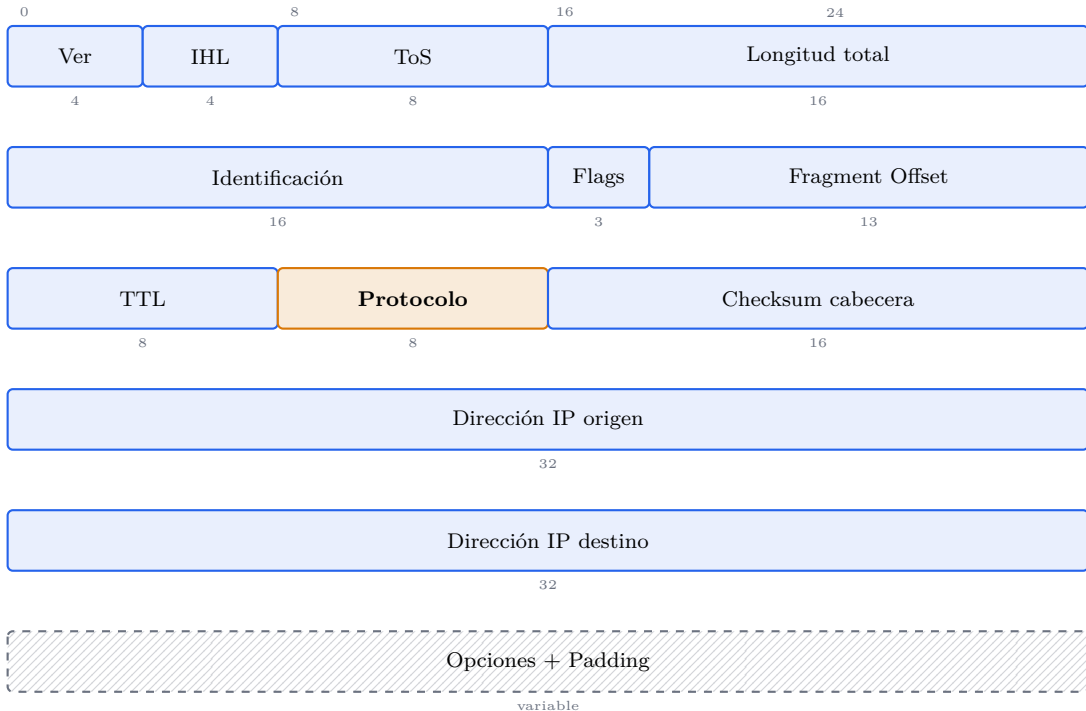 0 8 16 24
Ver IHL ToS Longitud total
4 4 8 16
Identificación Flags Fragment Offset
16 3 13
TTL Protocolo Checksum cabecera
8 8 16
Dirección IP origen
32
Dirección IP destino
32
Opciones + Padding
variable